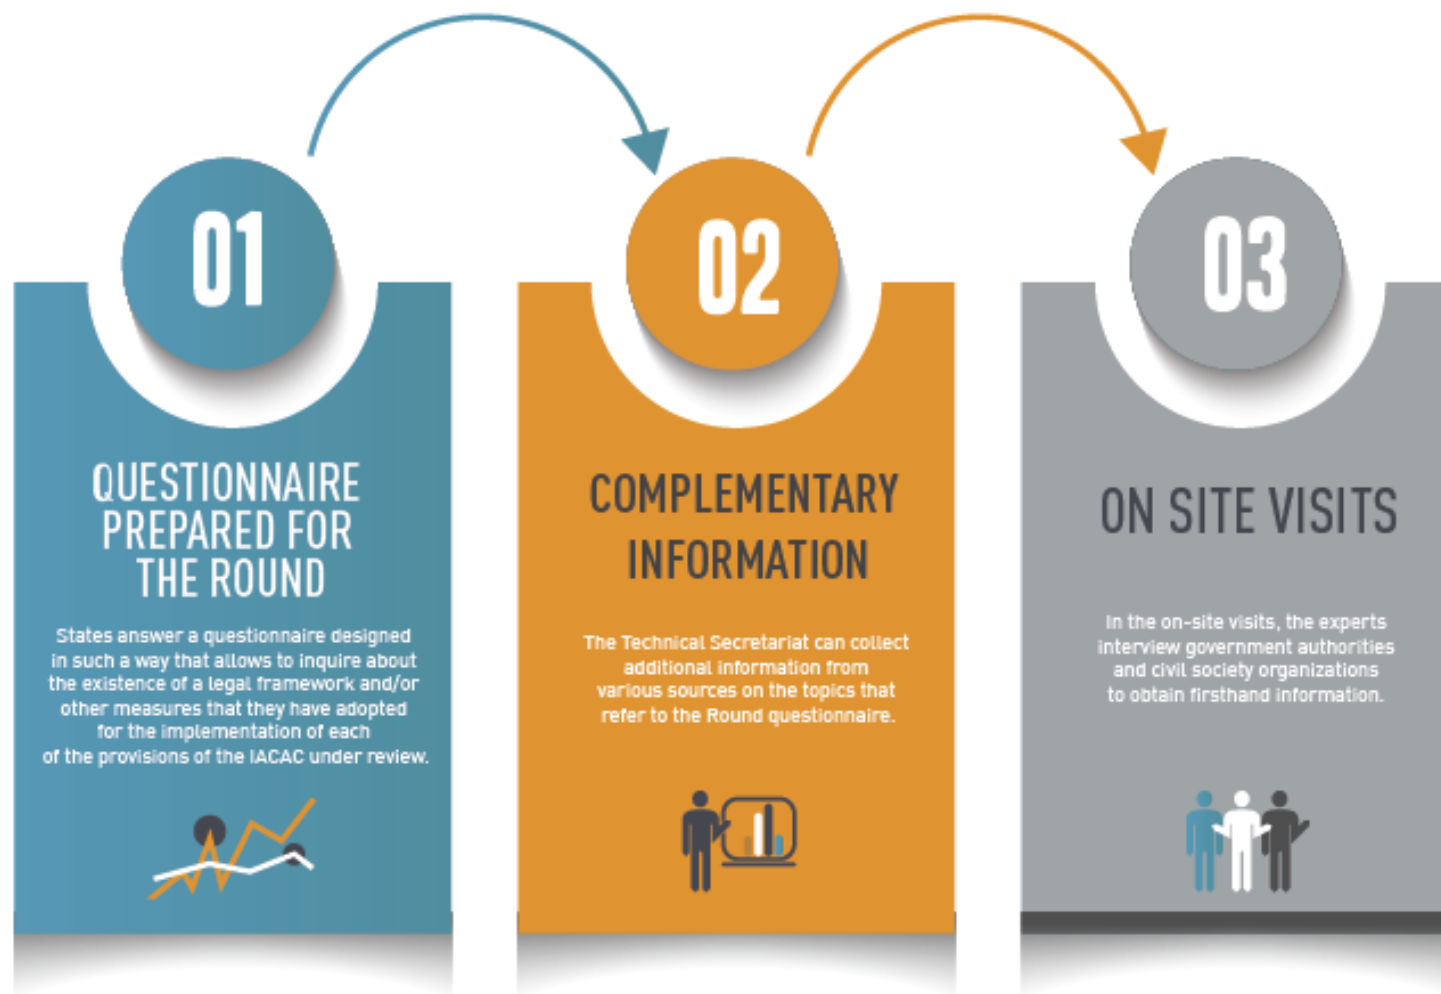 01
QUESTIONNAIRE
PREPARED FOR
THE ROUND
States answer a questionnaire designed
in such a way that allows to inquire about
the existence of a legal framework and/or
other measures that they have adopted
for the implementation of each
of the provisions of the IACAC under review.
02
COMPLEMENTARY
INFORMATION
The Technical Secretariat can collect
additional information from
various sources on the topics that
refer to the Round questionnaire.
03
ON SITE VISITS
In the on-site visits, the experts
interview government authorities
and civil society organizations
to obtain firsthand information.